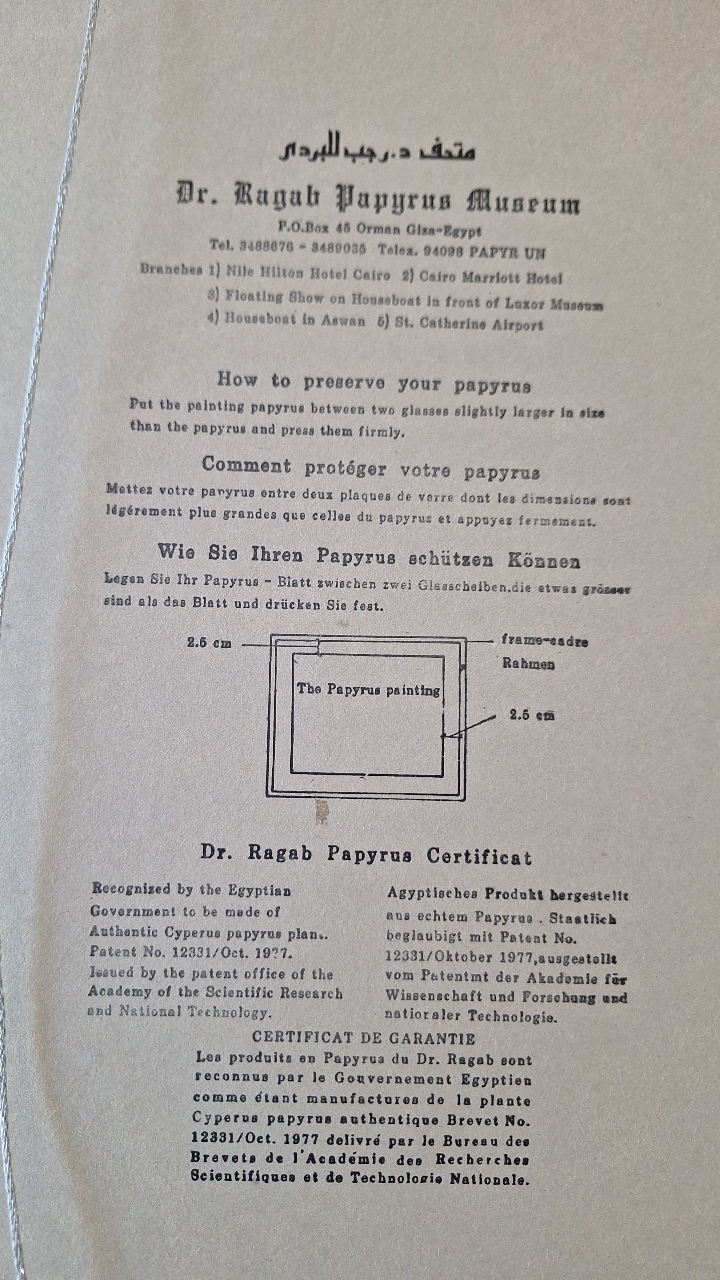 متحف د.رجب للبردي
Dr. Ragab Papyrus Museum
P.O.Box 45 Orman Giza-Egypt
Tel. 3488676 - 3489035 Telex. 94098 PAPYR UN
Branches 1) Nile Hilton Hotel Cairo 2) Cairo Marriott Hotel
3) Floating Show on Houseboat in front of Luxor Museum
4) Houseboat in Aswan 5) St. Catherine Airport
How to preserve your papyrus
Put the painting papyrus between two glasses slightly larger in size
than the papyrus and press them firmly.
Comment protéger votre papyrus
Mettez votre papyrus entre deux plaques de verre dont les dimensions sont
légérement plus grandes que celles du papyrus et appuyez fermement.
Wie Sie Ihren Papyrus schützen Können
Legen Sie Ihr Papyrus - Blatt zwischen zwei Glasscheiben,die etwas grösser
sind als das Blatt und drücken Sie fest.
2.5 cm
frame-cadre
Rahmen
The Papyrus painting
2.5 cm
Dr. Ragab Papyrus Certificat
Recognized by the Egyptian
Government to be made of
Authentic Cyperus papyrus plant.
Patent No. 12331/Oct. 1977.
Issued by the patent office of the
Academy of the Scientific Research
and National Technology.
Agyptisches Produkt hergestellt
aus echtem Papyrus . Staatlich
beglaubigt mit Patent No.
12331/Oktober 1977,ausgestellt
vom Patentmt der Akademie für
Wissenschaft und Forschung und
nationaler Technologie.
CERTIFICAT DE GARANTIE
Les produits en Papyrus du Dr. Ragab sont
reconnus par le Gouvernement Egyptien
comme étant manufactures de la plante
Cyperus papyrus authentique Brevet No.
12331/Oct. 1977 delivré par le Bureau des
Brevets de l'Académie des Recherches
Scientifiques et de Technologie Nationale.